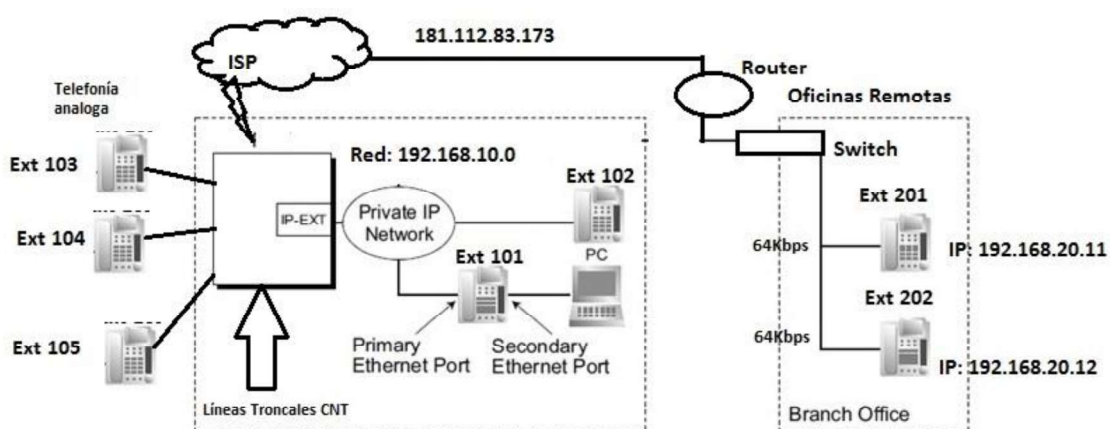 181.112.83.173
ISP
Router
Telefonía
analoga
Oficinas Remotas
Ext 103
Red: 192.168.10.0
Switch
Ext 102
Ext 201
IP-EXT
Private IP
Network
Ext 104
64Kbps
IP: 192.168.20.11
Ext 101
PC
Ext 202
Ext 105
Primary
Ethernet Port
Secondary
Ethernet Port
64Kbps
IP: 192.168.20.12
Líneas Troncales CNT
Branch Office